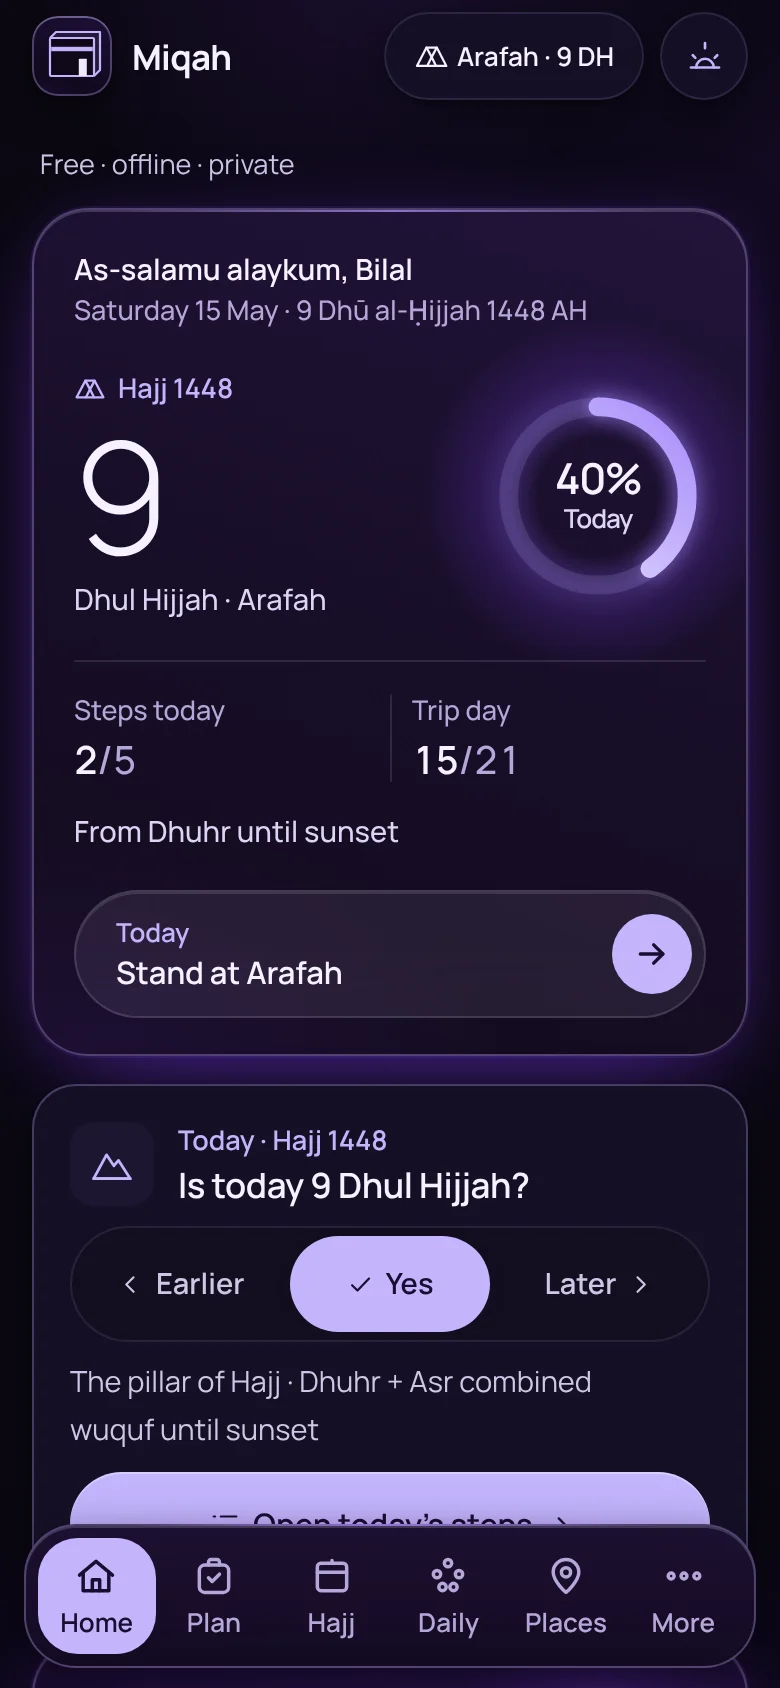 Miqah
Arafah · 9 DH
Free · offline · private
As-salamu alaykum, Bilal
Saturday 15 May · 9 Dhū al-Ḥijjah 1448 AH
Hajj 1448
9
Dhul Hijjah · Arafah
40%
Today
Steps today
2/5
Trip day
15/21
From Dhuhr until sunset
Today
Stand at Arafah
Today · Hajj 1448
Is today 9 Dhul Hijjah?
Earlier
Yes
Later
The pillar of Hajj · Dhuhr + Asr combined
wuquf until sunset
Open today's steps
Home
Plan
Hajj
Daily
Places
More